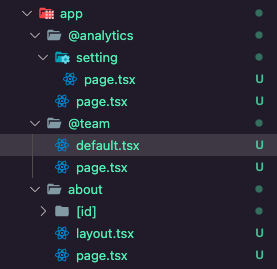 app
@analytics
setting
page.tsx U
page.tsx U
@team
default.tsx U
page.tsx U
about
[id]
layout.tsx U
page.tsx U